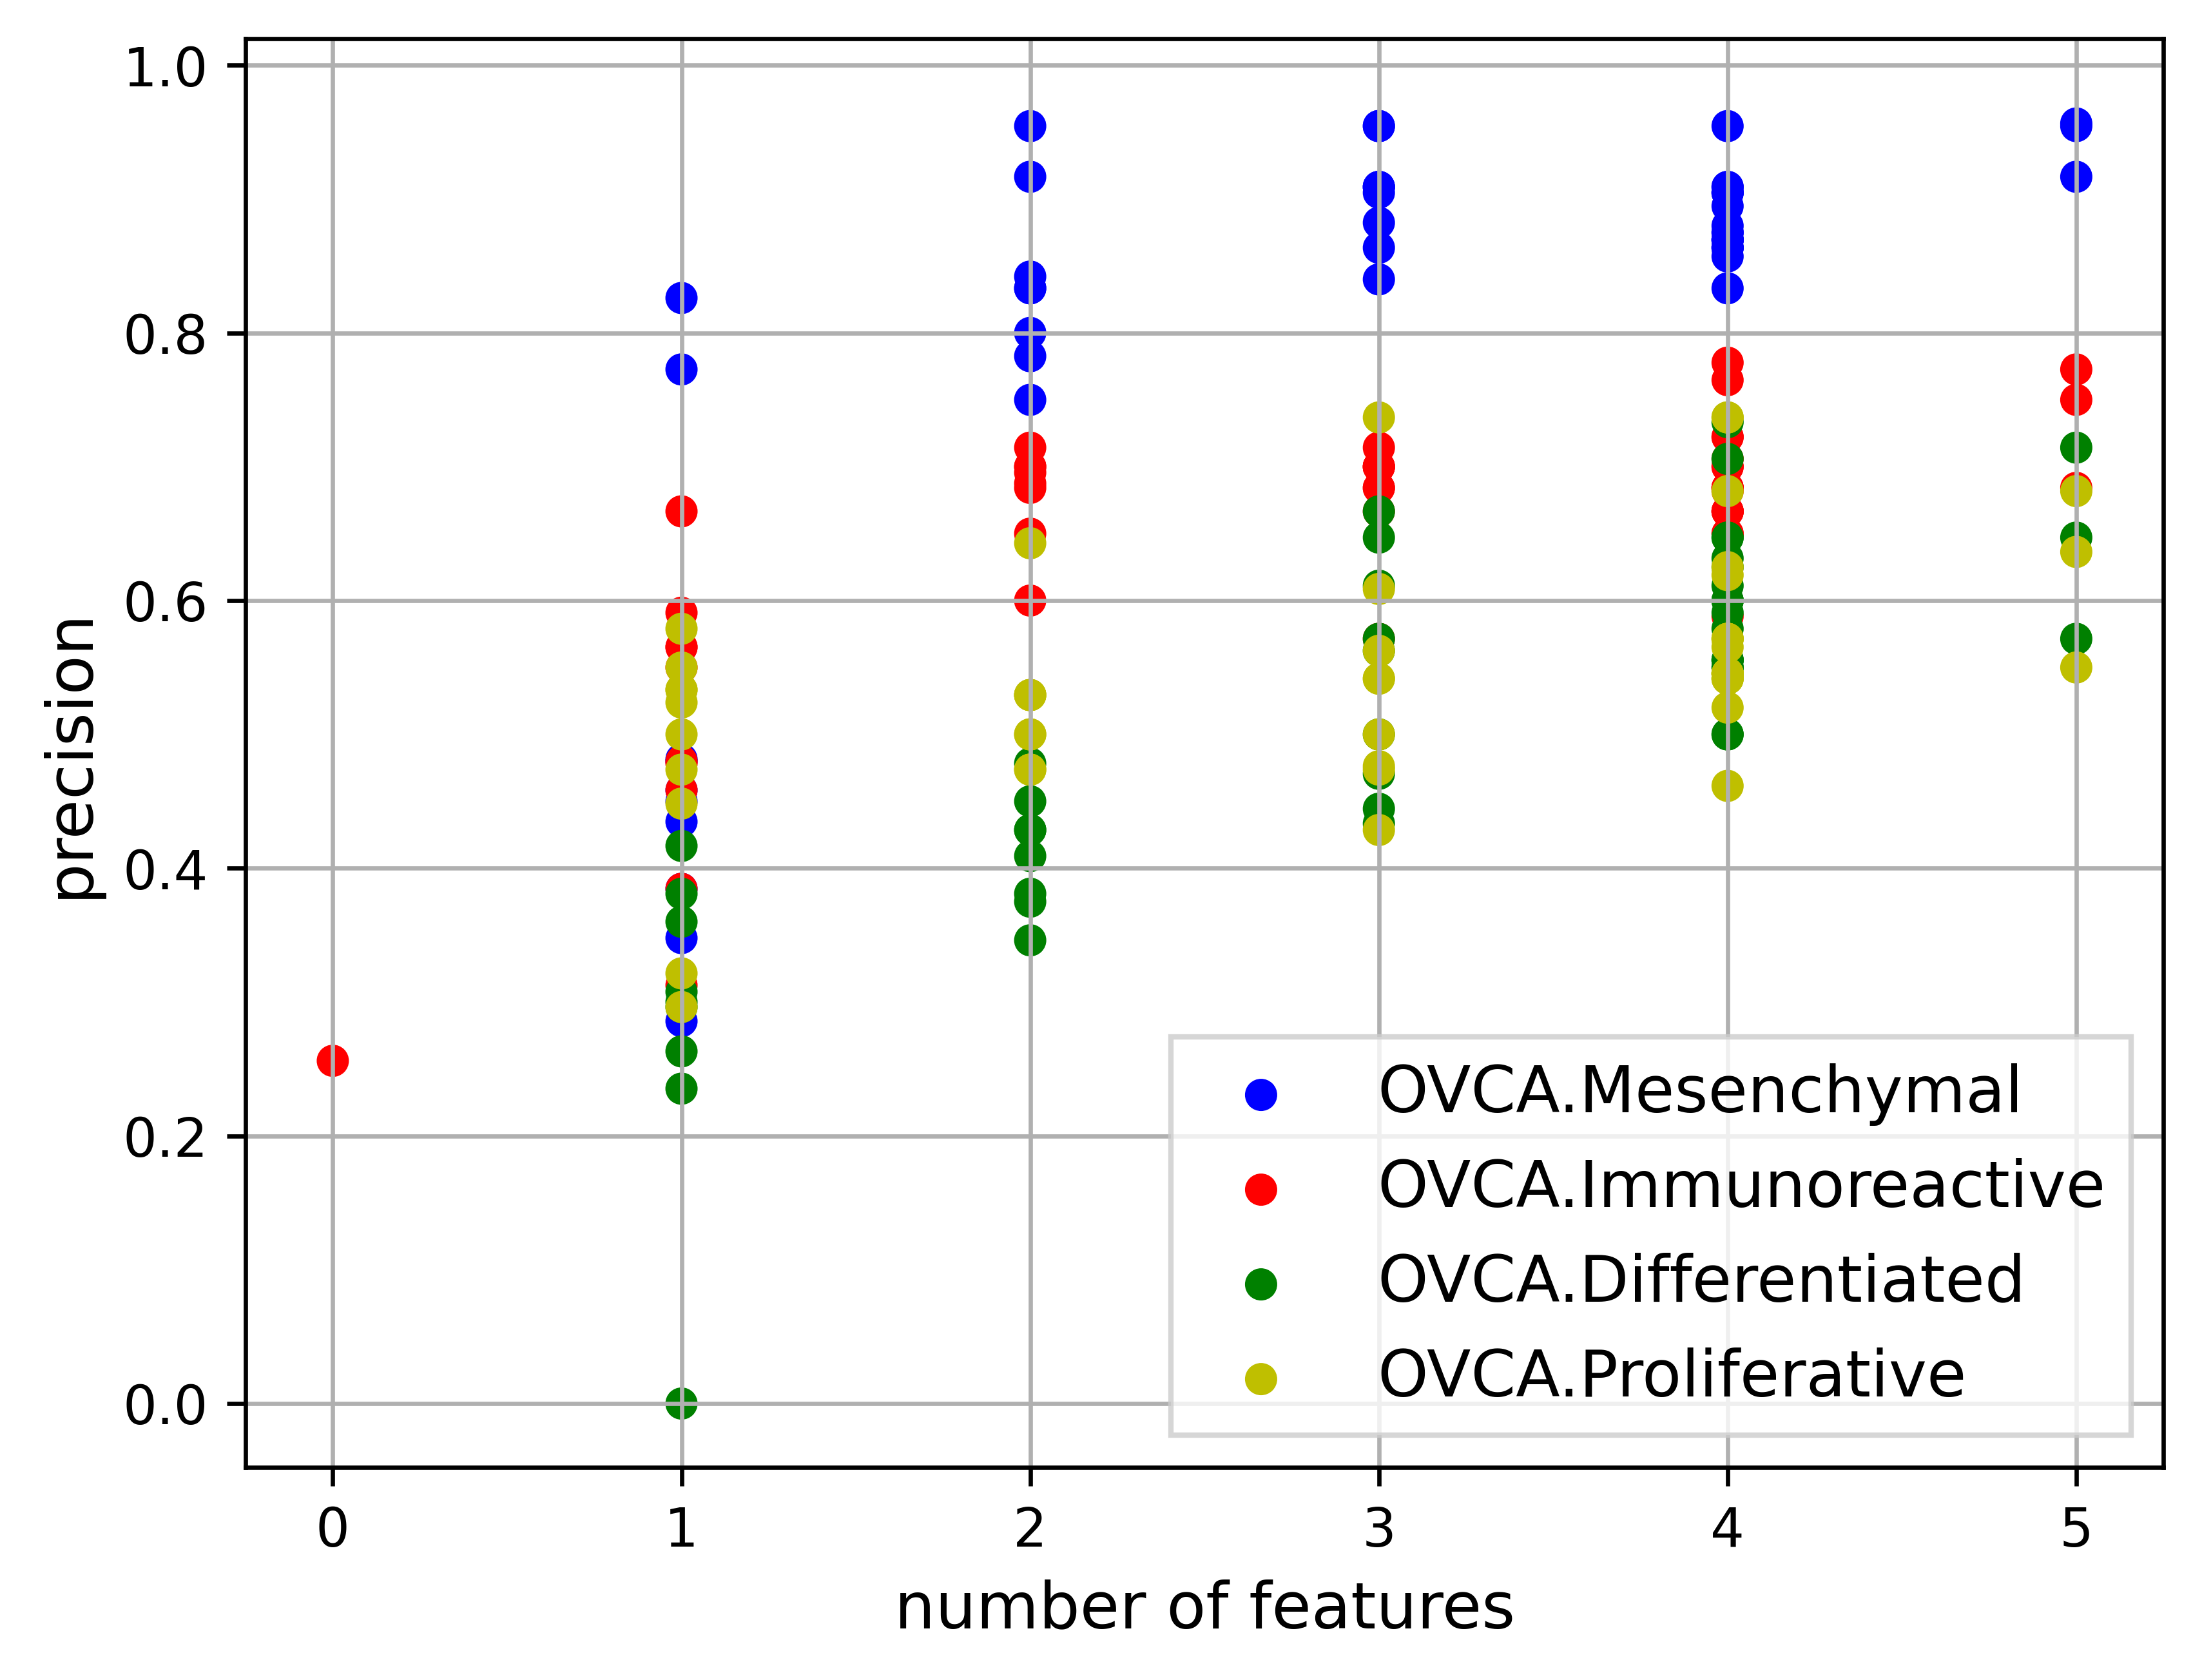 1.0
0.8
0.6
0.4
0.2
0.0
precision
0 1 2 3 4 5
number of features
OVCA.Mesenchymal
OVCA.Immunoreactive
OVCA.Differentiated
OVCA.Proliferative